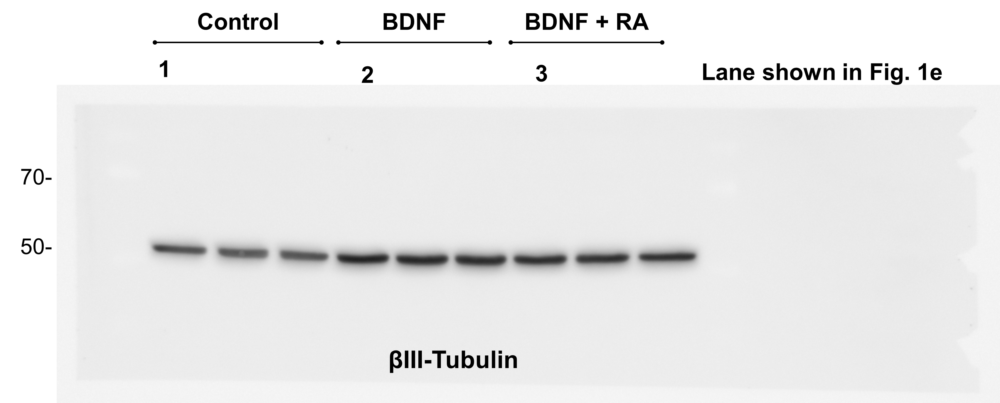 Control BDNF BDNF + RA
1 2 3 Lane shown in Fig. 1e
70-
50-
βIII-Tubulin